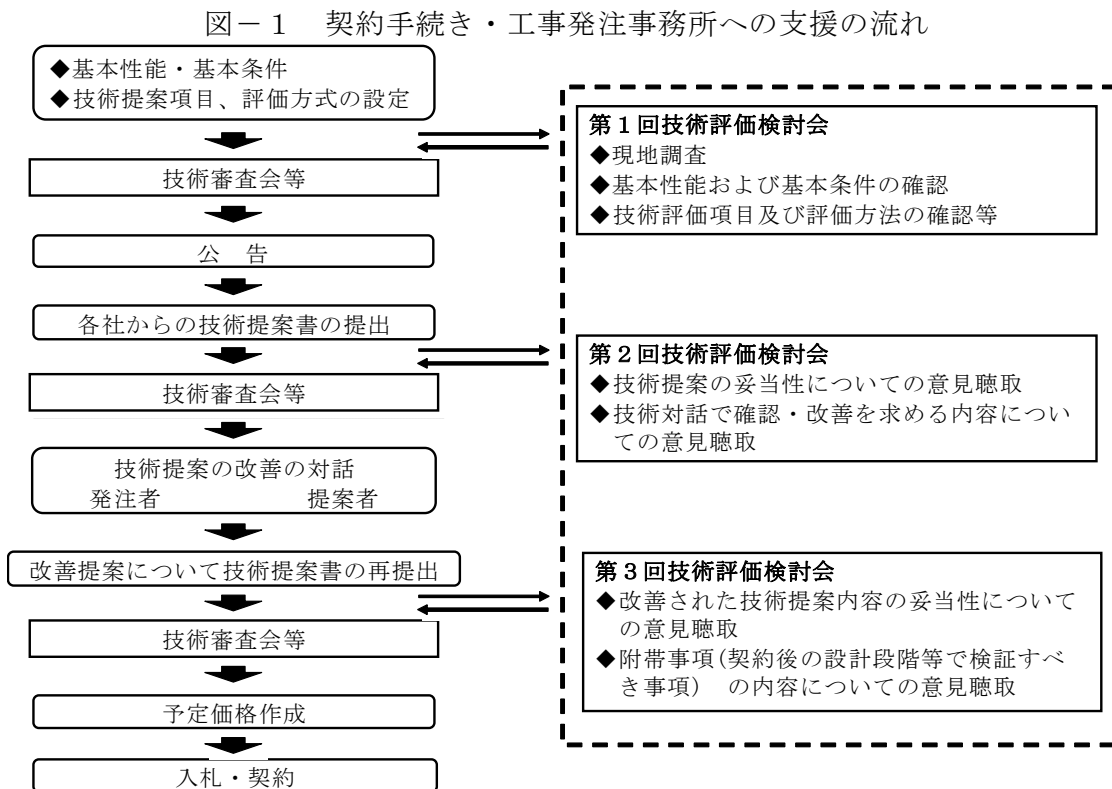 図－１　契約手続き・工事発注事務所への支援の流れ
◆基本性能・基本条件
◆技術提案項目、評価方式の設定
技術審査会等
公　告
各社からの技術提案書の提出
技術審査会等
技術提案の改善の対話
発注者　　　　　　提案者
改善提案について技術提案書の再提出
技術審査会等
予定価格作成
入札・契約
第１回技術評価検討会
◆現地調査
◆基本性能および基本条件の確認
◆技術評価項目及び評価方法の確認等
第２回技術評価検討会
◆技術提案の妥当性についての意見聴取
◆技術対話で確認・改善を求める内容につい
ての意見聴取
第３回技術評価検討会
◆改善された技術提案内容の妥当性について
の意見聴取
◆附帯事項(契約後の設計段階等で検証すべ
き事項)　の内容についての意見聴取